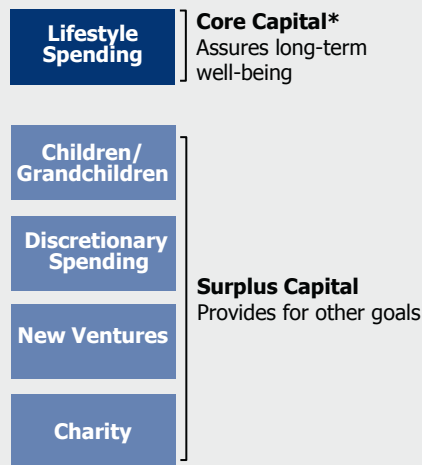 Lifestyle
Spending
Core Capital*
Assures long-term
well-being
Children/
Grandchildren
Discretionary
Spending
New Ventures
Charity
Surplus Capital
Provides for other goals